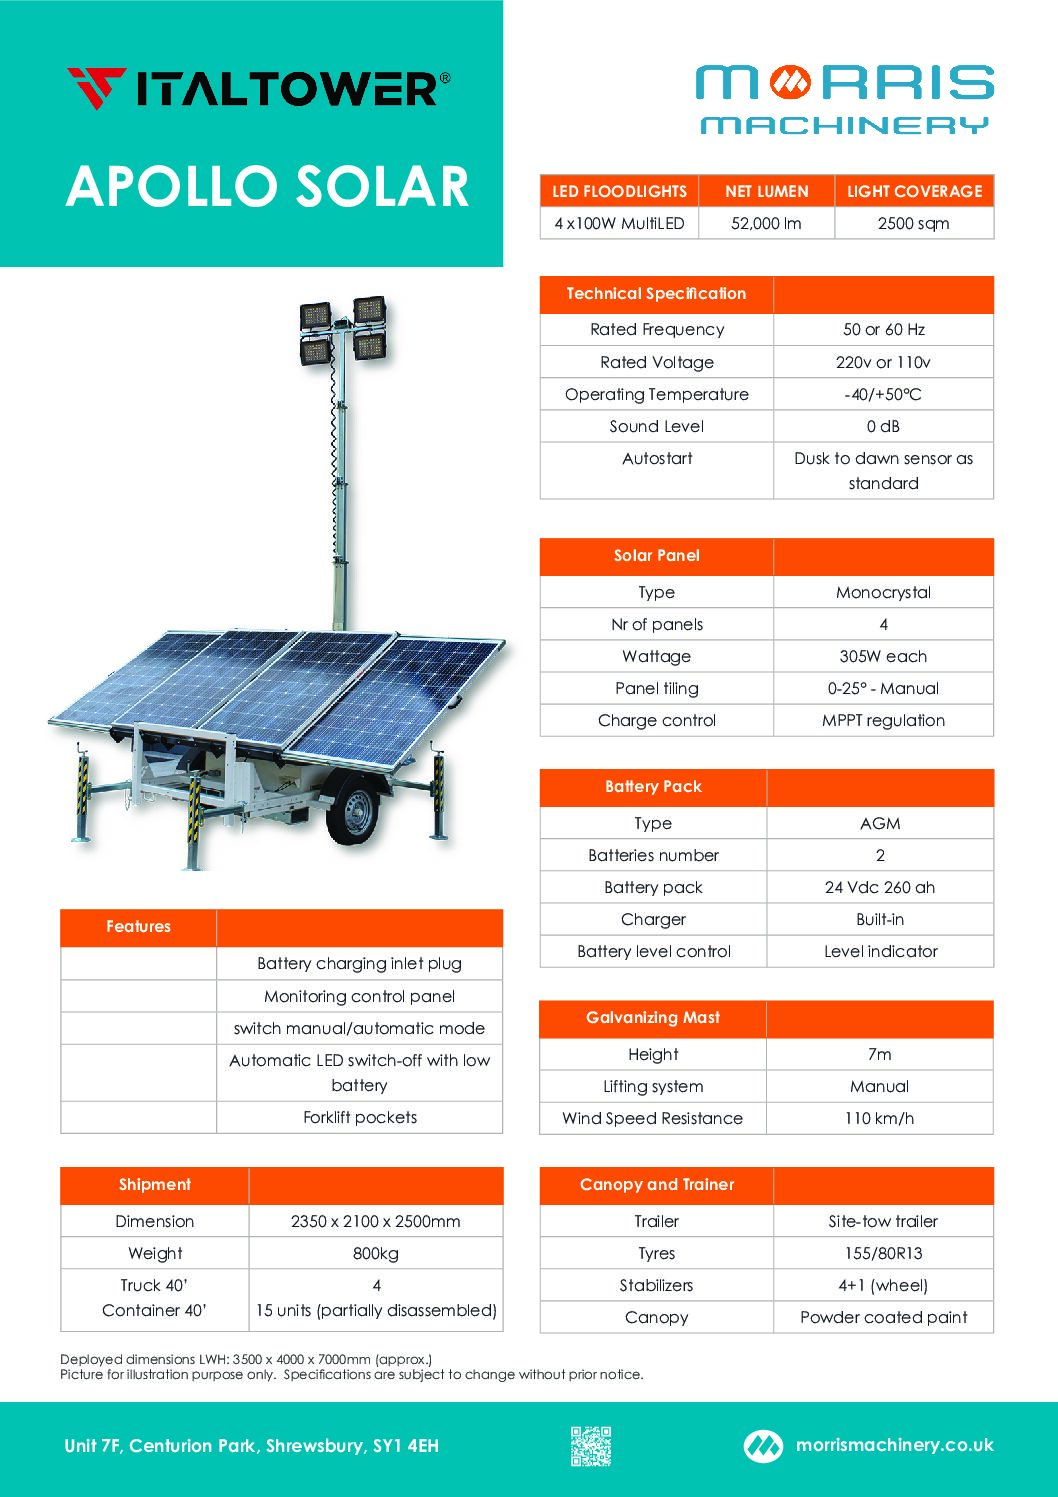 ITALTOWER®
APOLLO SOLAR
MORRIS
MACHINERY
LED FLOODLIGHTS NET LUMEN LIGHT COVERAGE
4 x100W MultiLED 52,000 lm 2500 sqm
Technical Specification
Rated Frequency 50 or 60 Hz
Rated Voltage 220v or 110v
Operating Temperature -40/+50°C
Sound Level 0 dB
Autostart Dusk to dawn sensor as
standard
Solar Panel
Type Monocrystal
Nr of panels 4
Wattage 305W each
Panel tiling 0-25° - Manual
Charge control MPPT regulation
Battery Pack
Type AGM
Batteries number 2
Battery pack 24 Vdc 260 ah
Charger Built-in
Battery level control Level indicator
Features
Battery charging inlet plug
Monitoring control panel
switch manual/automatic mode
Automatic LED switch-off with low
battery
Forklift pockets
Galvanizing Mast
Height 7m
Lifting system Manual
Wind Speed Resistance 110 km/h
Shipment
Dimension 2350 x 2100 x 2500mm
Weight 800kg
Truck 40’ 4
Container 40’ 15 units (partially disassembled)
Canopy and Trainer
Trailer Site-tow trailer
Tyres 155/80R13
Stabilizers 4+1 (wheel)
Canopy Powder coated paint
Deployed dimensions LWH: 3500 x 4000 x 7000mm (approx.)
Picture for illustration purpose only. Specifications are subject to change without prior notice.
Unit 7F, Centurion Park, Shrewsbury, SY1 4EH
morrismachinery.co.uk